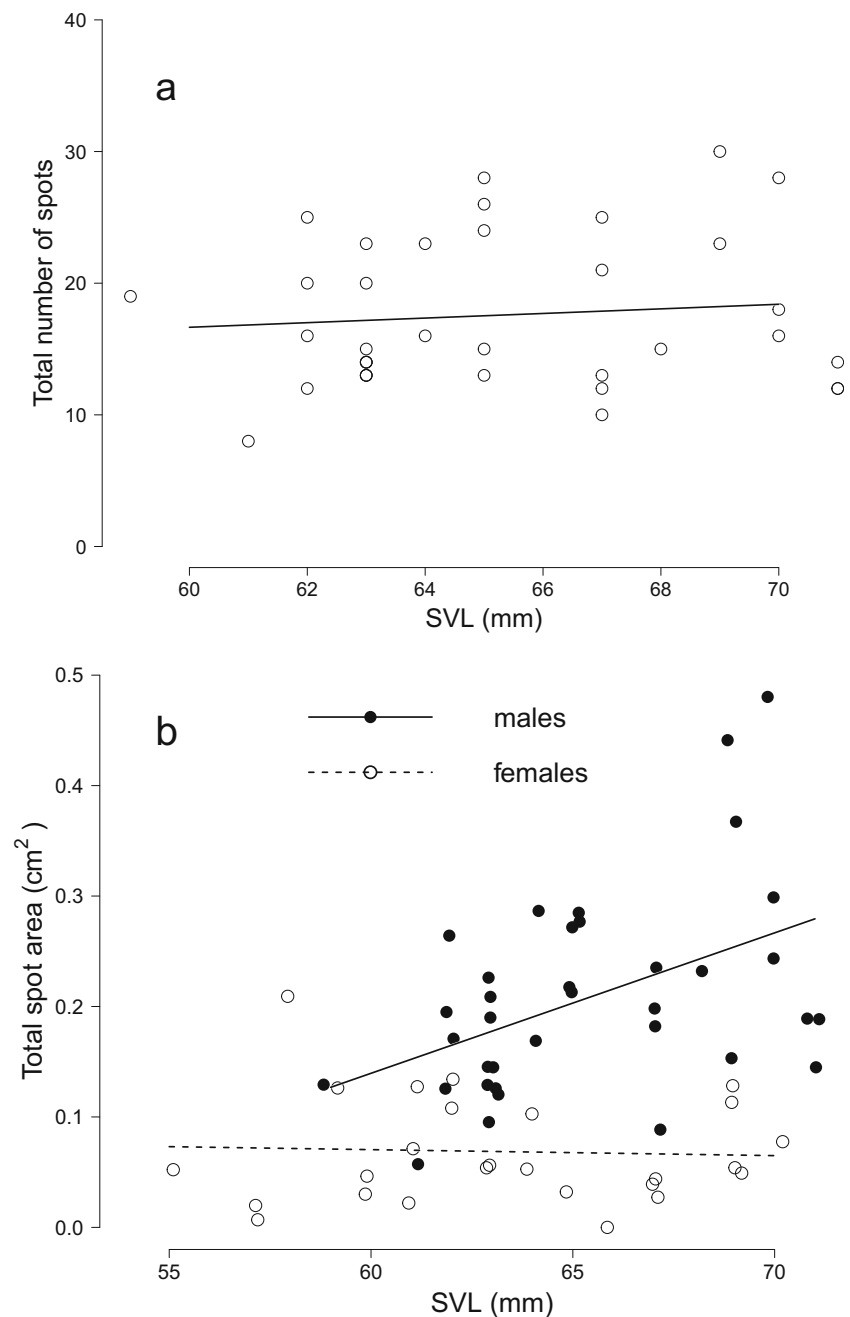 40
a
30
Total number of spots
20
10
0
60 62 64 66 68 70
SVL (mm)
0.5
b
males
females
0.4
Total spot area (cm²)
0.3
0.2
0.1
0.0
55 60 65 70
SVL (mm)